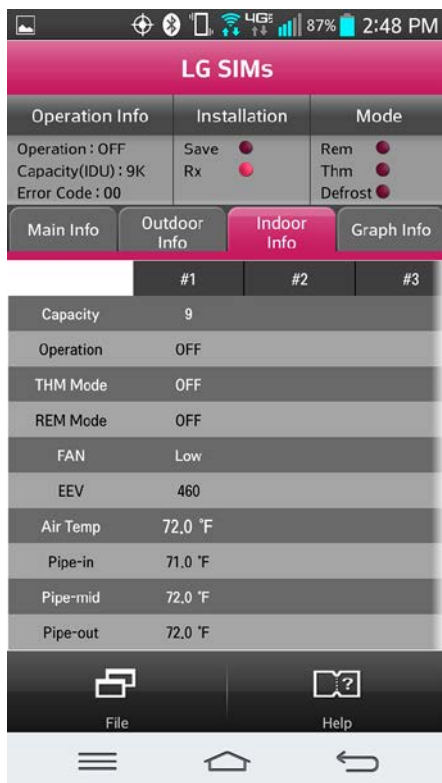 4G 87% 2:48 PM
LG SIMs
Operation Info Installation Mode
Operation : OFF Save Rem
Capacity(IDU) : 9K Rx Thm
Error Code : 00 Defrost
Main Info Outdoor Info Indoor Info Graph Info
#1 #2 #3
Capacity 9
Operation OFF
THM Mode OFF
REM Mode OFF
FAN Low
EEV 460
Air Temp 72.0 °F
Pipe-in 71.0 °F
Pipe-mid 72.0 °F
Pipe-out 72.0 °F
?
File Help